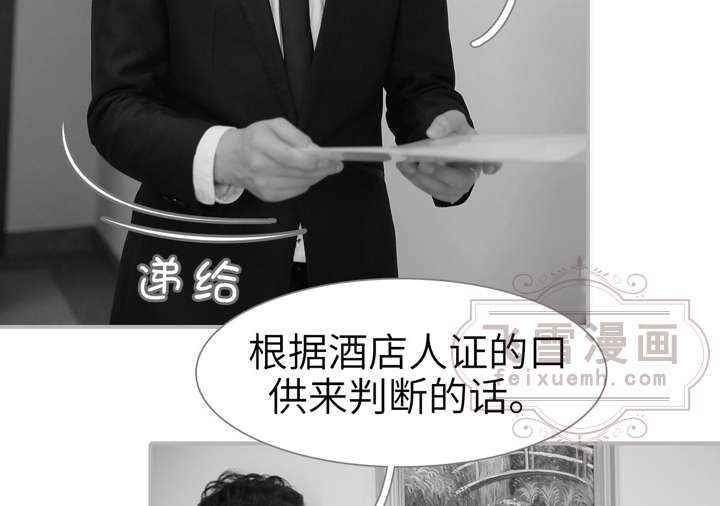 递给
根据酒店人证的口
供来判断的话。
飞雪漫画
feixuemh.com